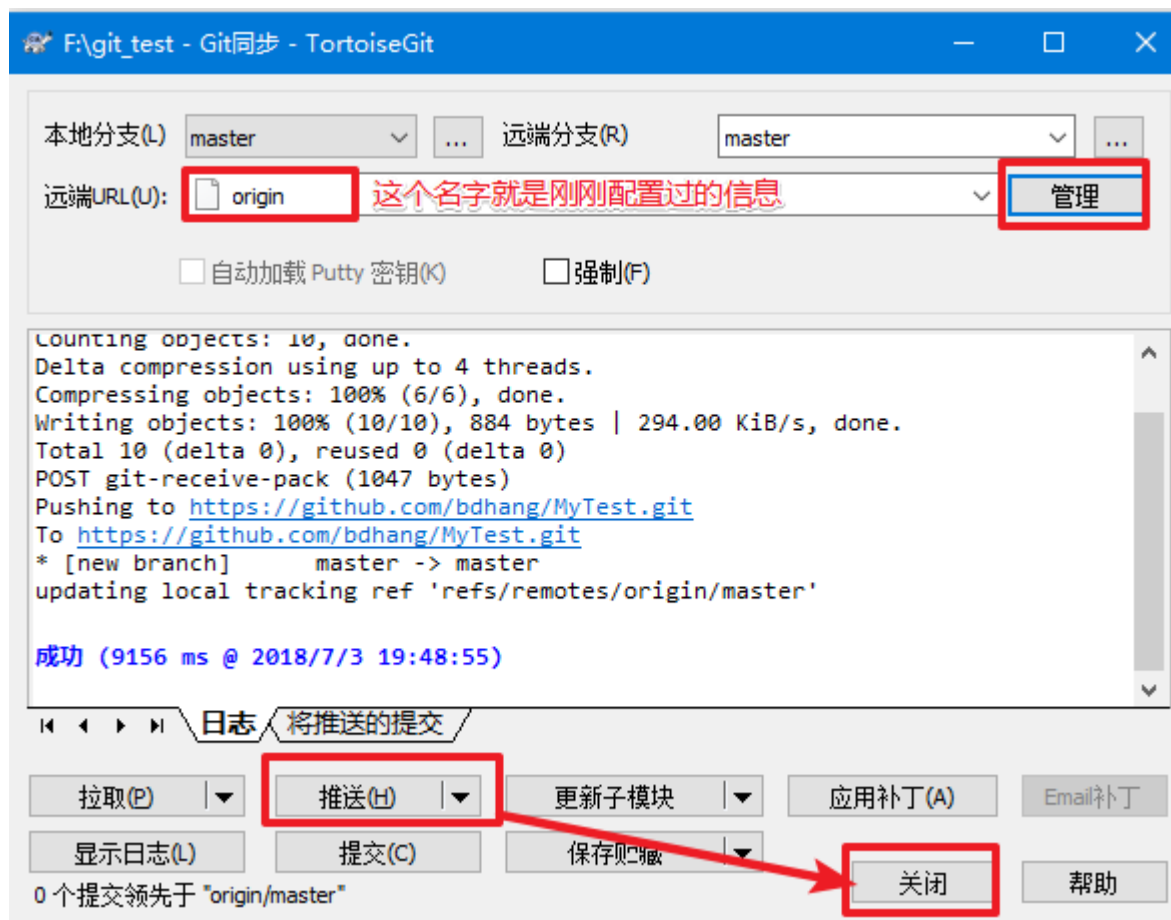 F:\git_test - Git同步 - TortoiseGit
本地分支(L) master ... 远端分支(R) master ...
远端URL(U): origin 这个名字就是刚刚配置过的信息 管理
自动加载 Putty 密钥(K) 强制(F)
Counting objects: 10, done.
Delta compression using up to 4 threads.
Compressing objects: 100% (6/6), done.
Writing objects: 100% (10/10), 884 bytes | 294.00 KiB/s, done.
Total 10 (delta 0), reused 0 (delta 0)
POST git-receive-pack (1047 bytes)
Pushing to https://github.com/bdhang/MyTest.git
To https://github.com/bdhang/MyTest.git
* [new branch] master -> master
updating local tracking ref 'refs/remotes/origin/master'
成功 (9156 ms @ 2018/7/3 19:48:55)
日志 将推送的提交
拉取(P) 推送(H) 更新子模块 应用补丁(A) Email补丁
显示日志(L) 提交(C) 保存贮藏 关闭 帮助
0 个提交领先于 "origin/master"